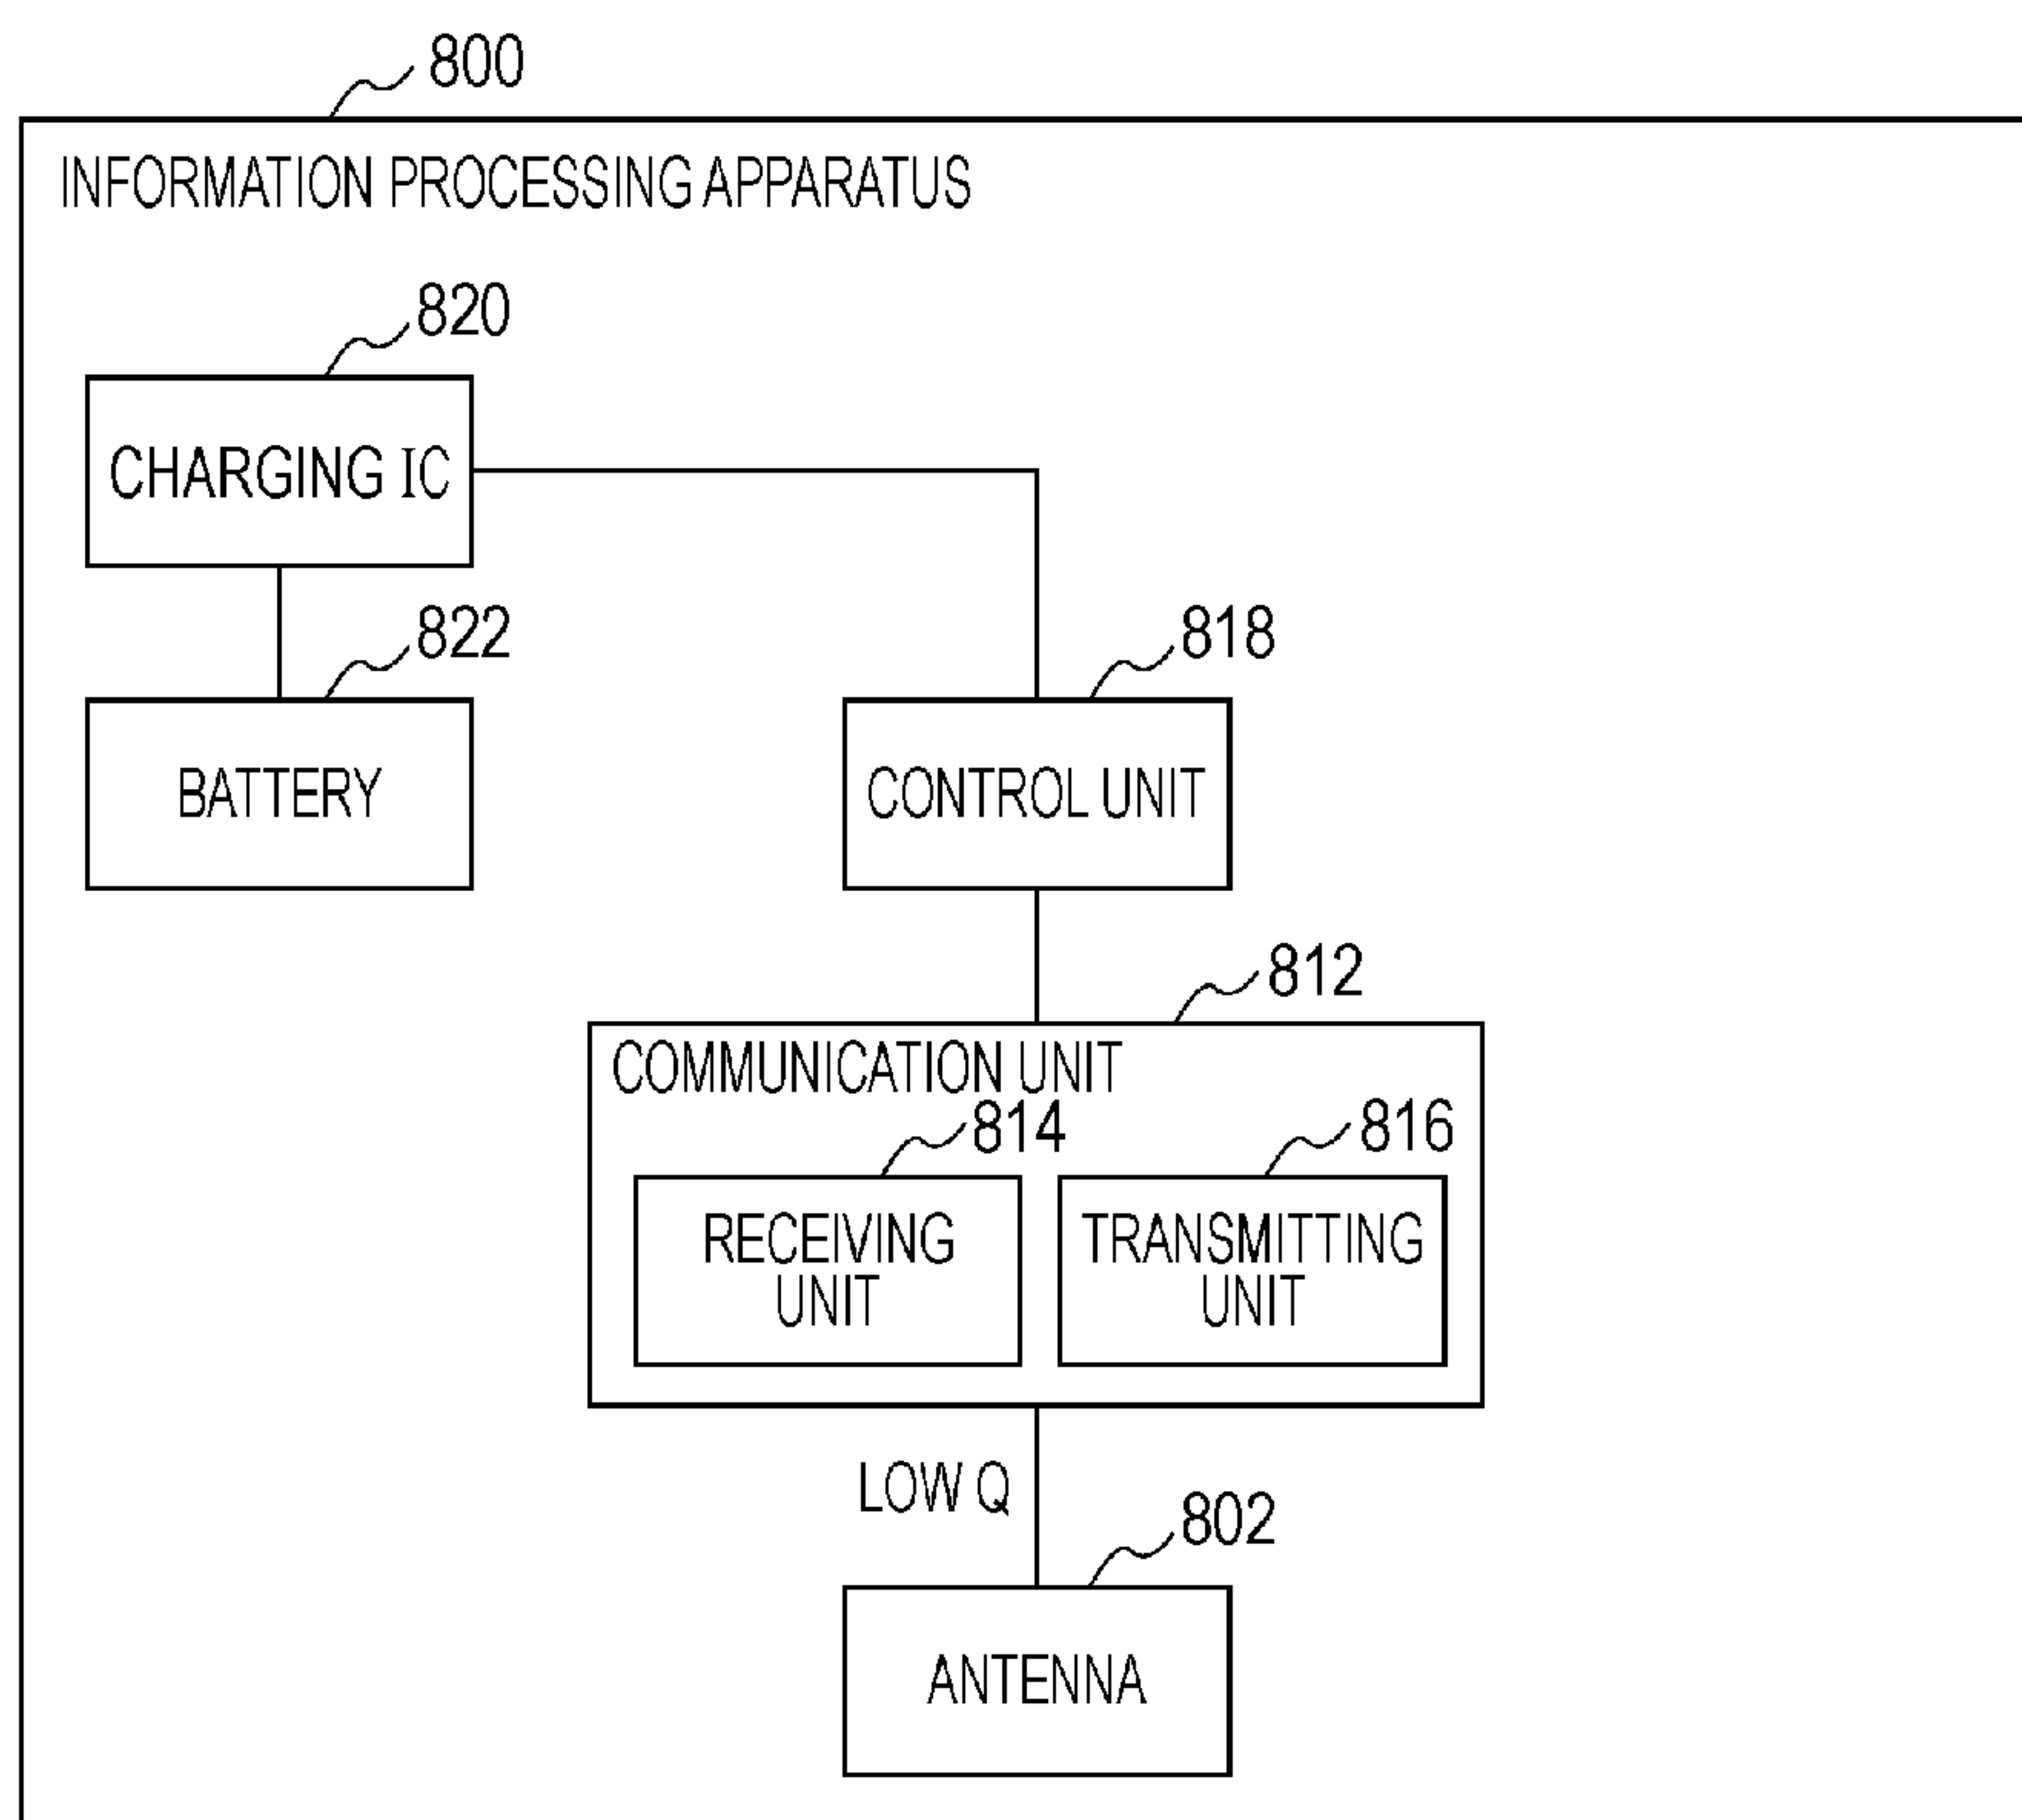 800
INFORMATION PROCESSING APPARATUS
820
CHARGING IC
822
BATTERY
818
CONTROL UNIT
812
COMMUNICATION UNIT
814
RECEIVING
UNIT
816
TRANSMITTING
UNIT
LOW Q
802
ANTENNA